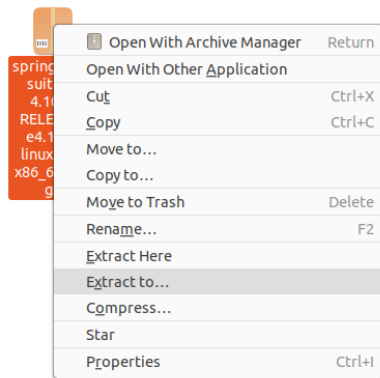 Open With Archive Manager Return
Open With Other Application
Cut Ctrl+X
Copy Ctrl+C
Move to…
Copy to…
Move to Trash Delete
Rename… F2
Extract Here
Extract to…
Compress…
Star
Properties Ctrl+I
spring
suit
4.1
RELE
e4.1
linux
x86_6
g